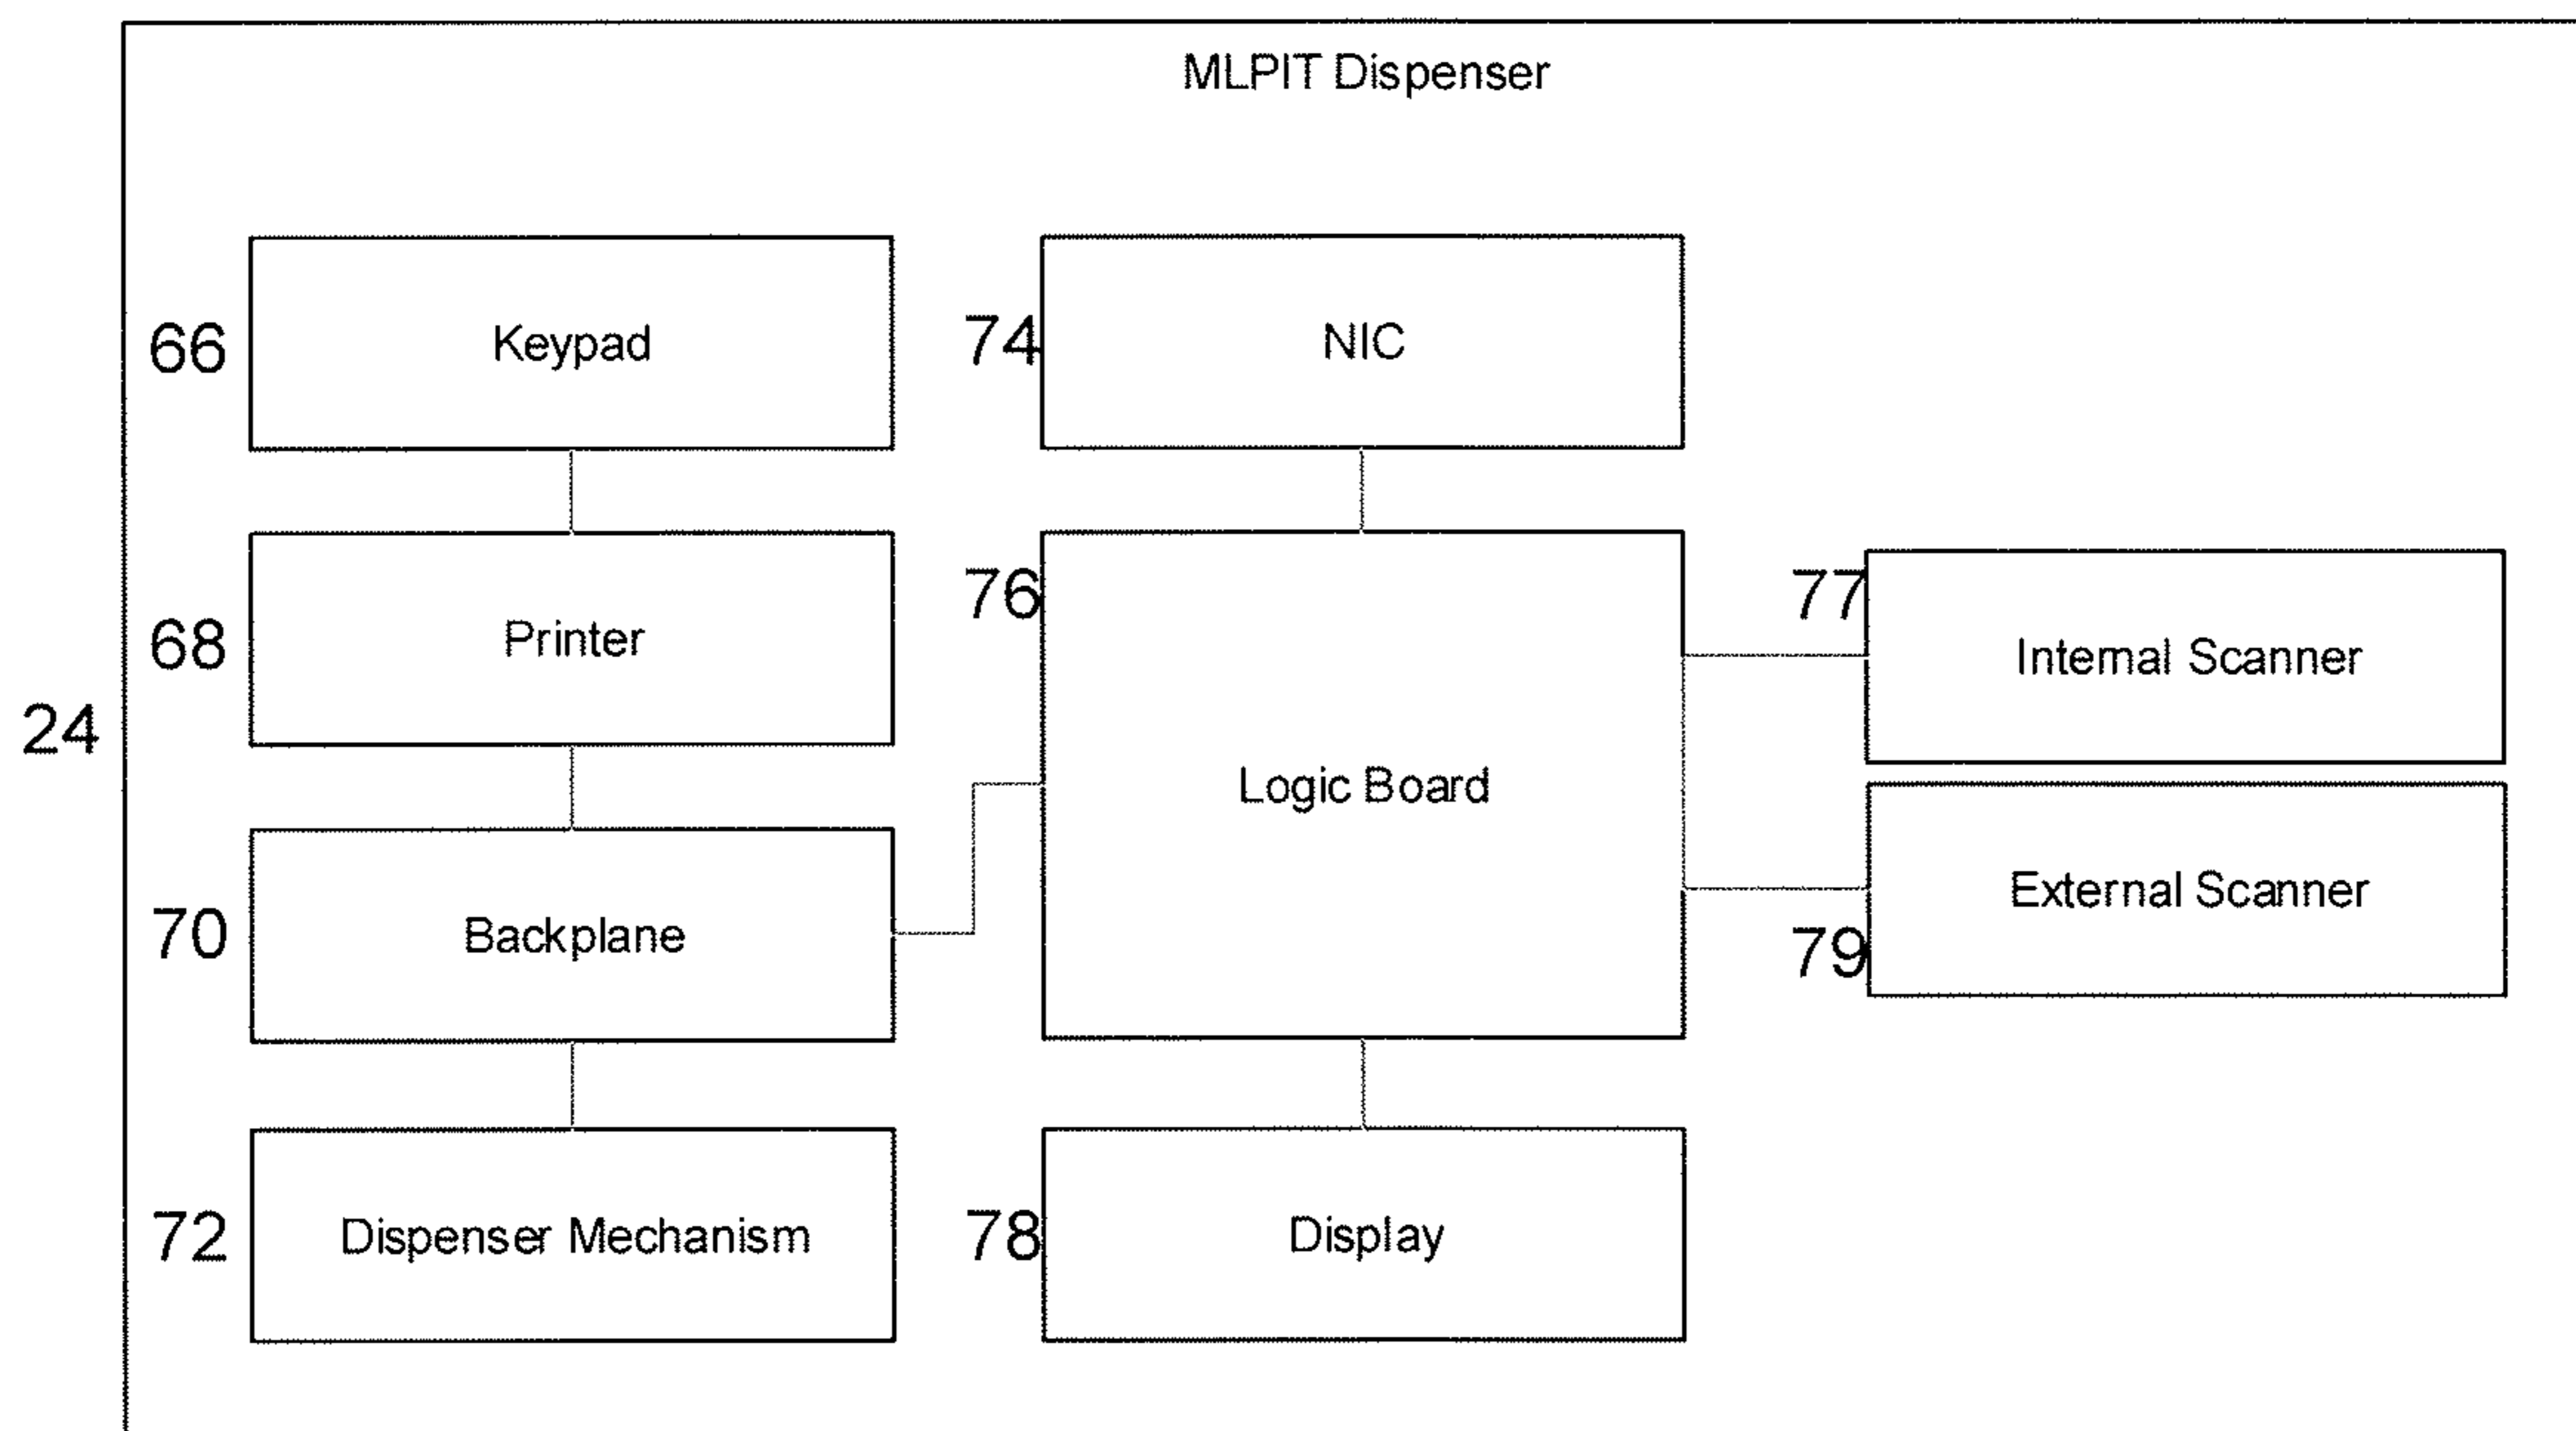 MLPIT Dispenser
66 Keypad
74 NIC
68 Printer
76 Logic Board
77 Internal Scanner
24
70 Backplane
External Scanner
79
72 Dispenser Mechanism
78 Display